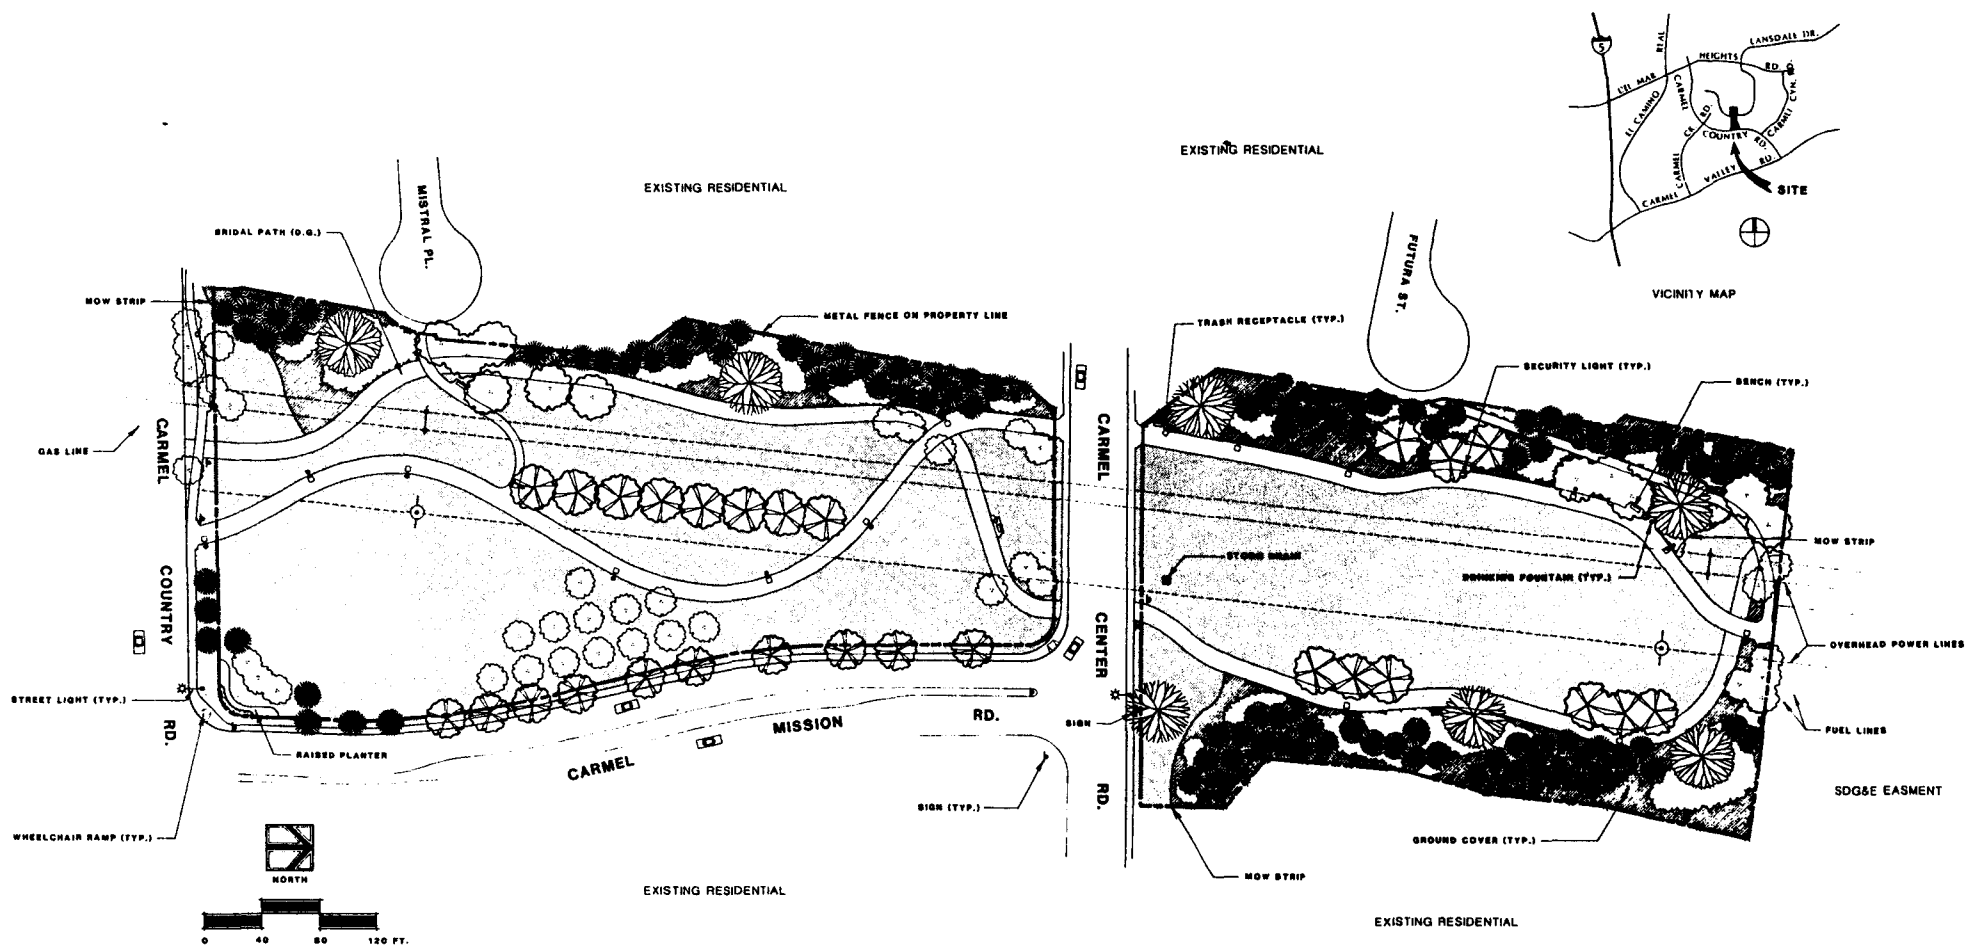 5
REAL
LANSDALE DR.
HEIGHTS
RD.
DEL MAR
EL CAMINO
CARMEL
CR. RD.
CARMEL CYN.
COUNTRY RD.
CARMEL
VALLEY RD.
CARMEL
SITE
VICINITY MAP
EXISTING RESIDENTIAL
EXISTING RESIDENTIAL
MISTRAL PL.
FUTURA ST.
BRIDAL PATH (D.G.)
MOW STRIP
METAL FENCE ON PROPERTY LINE
TRASH RECEPTACLE (TYP.)
SECURITY LIGHT (TYP.)
BENCH (TYP.)
GAS LINE
CARMEL
COUNTRY
RD.
CARMEL
CENTER
RD.
STORM DRAIN
DRINKING FOUNTAIN (TYP.)
MOW STRIP
OVERHEAD POWER LINES
STREET LIGHT (TYP.)
RAISED PLANTER
CARMEL
MISSION
RD.
SIGN
FUEL LINES
SDG&E EASMENT
SIGN (TYP.)
WHEELCHAIR RAMP (TYP.)
GROUND COVER (TYP.)
MOW STRIP
NORTH
EXISTING RESIDENTIAL
EXISTING RESIDENTIAL
0 40 80 120 FT.